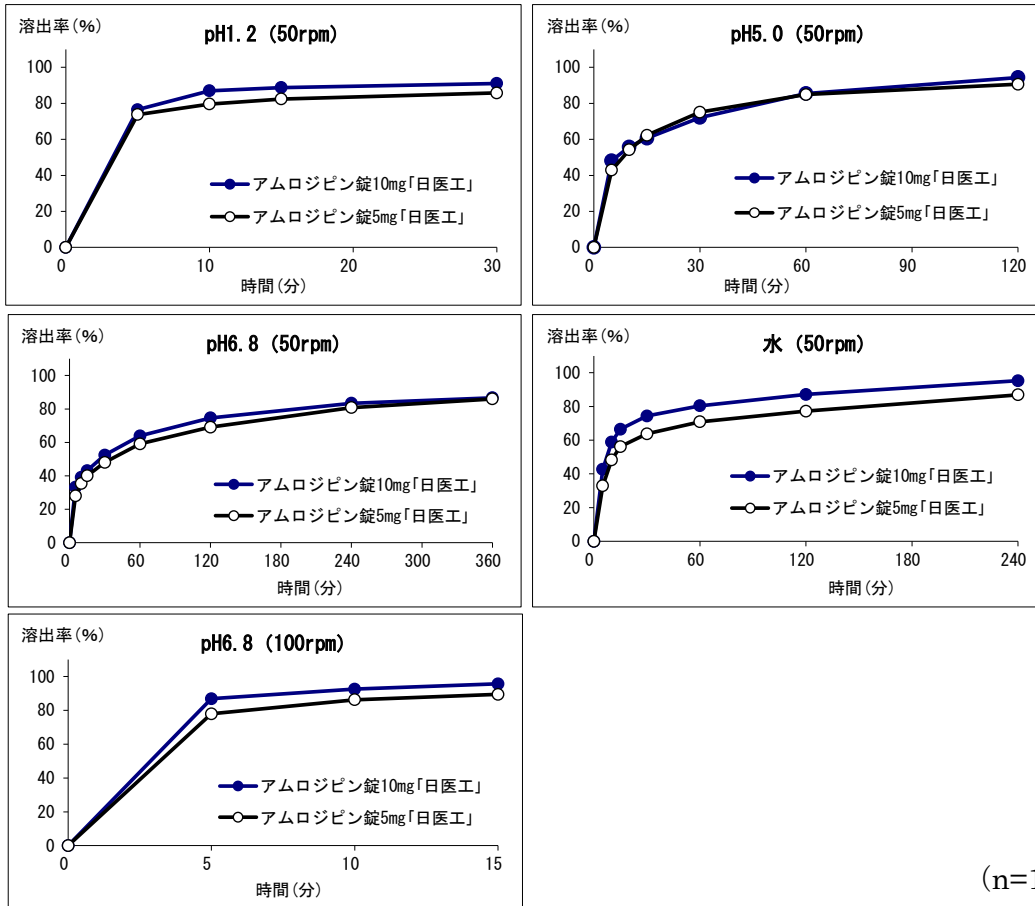 溶出率(%)
pH1.2 (50rpm)
100
80
60
40
20
0
アムロジピン錠10mg「日医工」
アムロジピン錠5mg「日医工」
0 10 20 30
時間(分)
溶出率(%)
pH5.0 (50rpm)
100
80
60
40
20
0
アムロジピン錠10mg「日医工」
アムロジピン錠5mg「日医工」
0 30 60 90 120
時間(分)
溶出率(%)
pH6.8 (50rpm)
100
80
60
40
20
0
アムロジピン錠10mg「日医工」
アムロジピン錠5mg「日医工」
0 60 120 180 240 300 360
時間(分)
溶出率(%)
水 (50rpm)
100
80
60
40
20
0
アムロジピン錠10mg「日医工」
アムロジピン錠5mg「日医工」
0 60 120 180 240
時間(分)
溶出率(%)
pH6.8 (100rpm)
100
80
60
40
20
0
アムロジピン錠10mg「日医工」
アムロジピン錠5mg「日医工」
0 5 10 15
時間(分)
(n=1